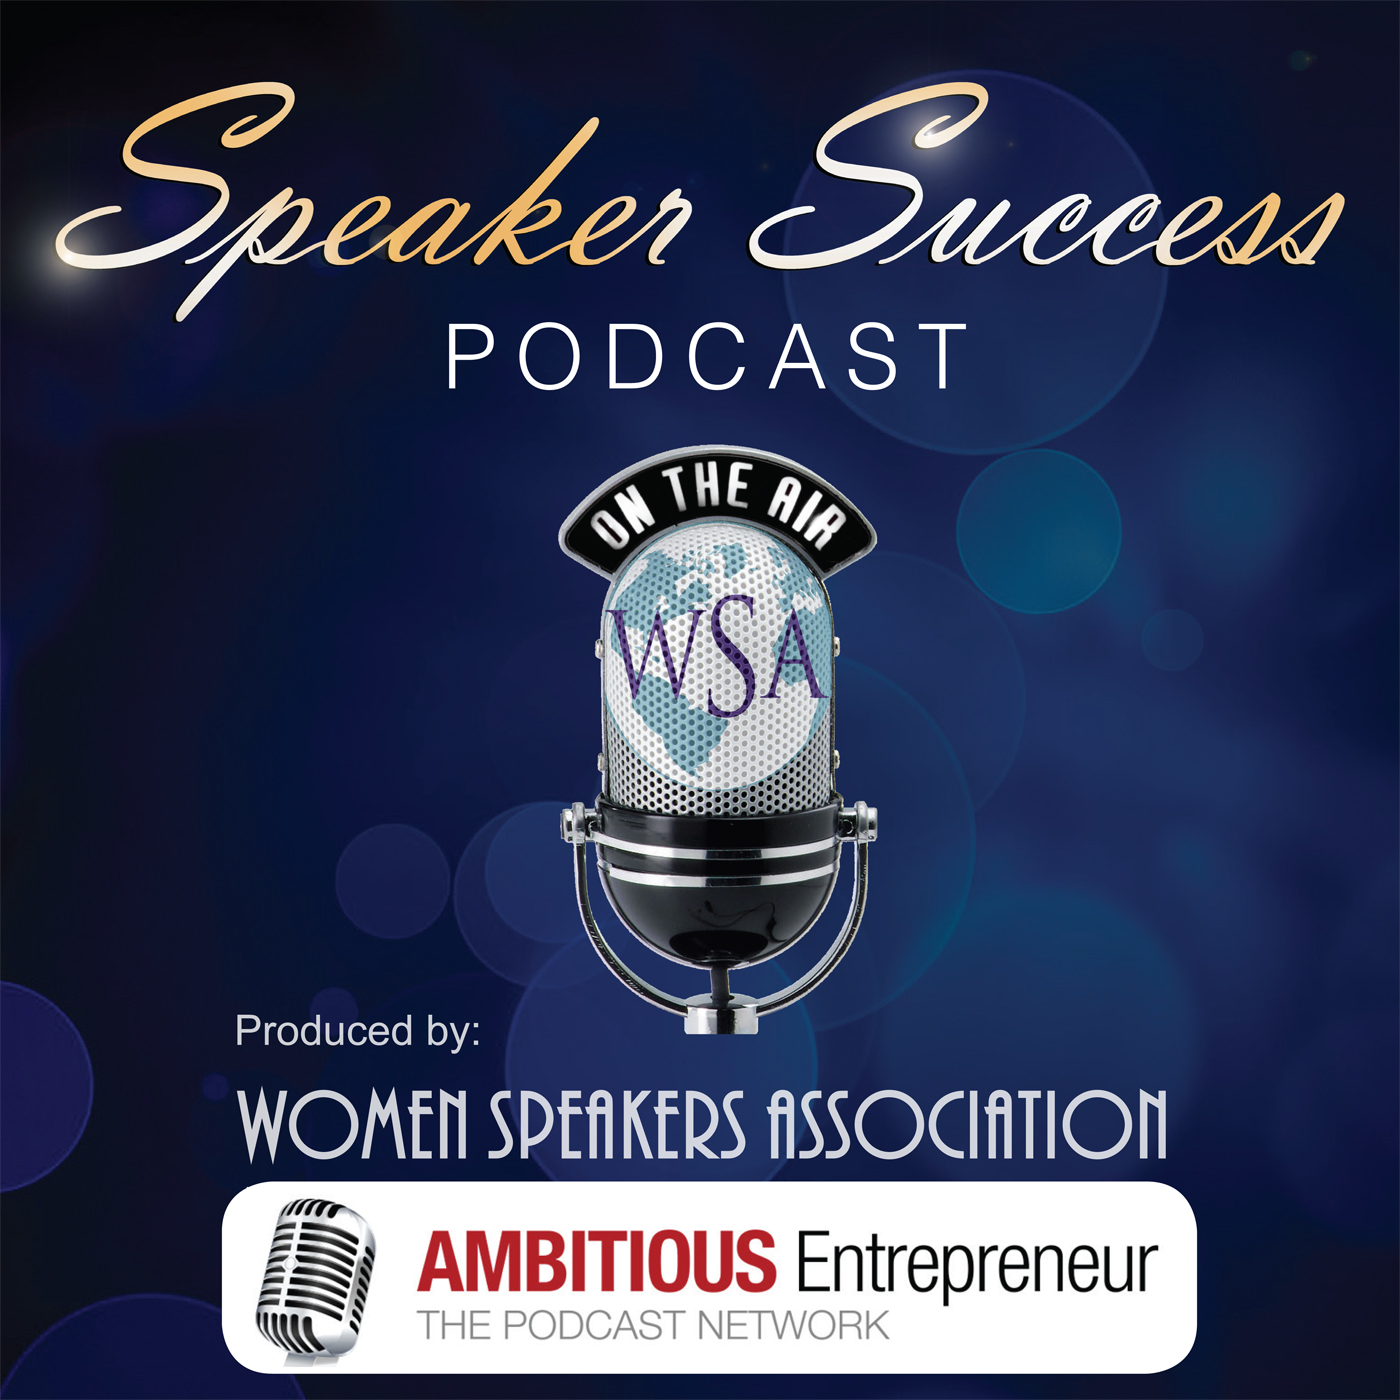 Speaker Success
PODCAST
ON THE AIR
WSA
Produced by:
WOMEN SPEAKERS ASSOCIATION
AMBITIOUS Entrepreneur
THE PODCAST NETWORK